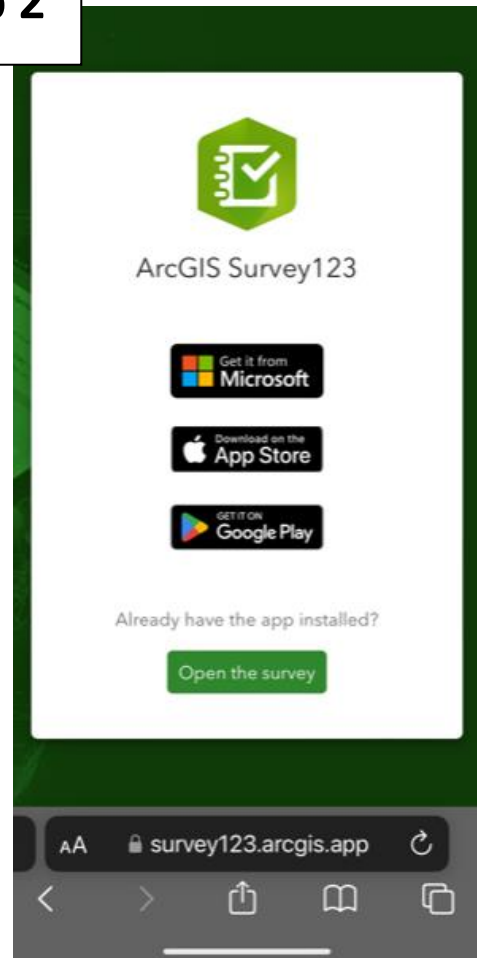 2
ArcGIS Survey123
Get it from
Microsoft
Download on the
App Store
GET IT ON
Google Play
Already have the app installed?
Open the survey
AA survey123.arcgis.app